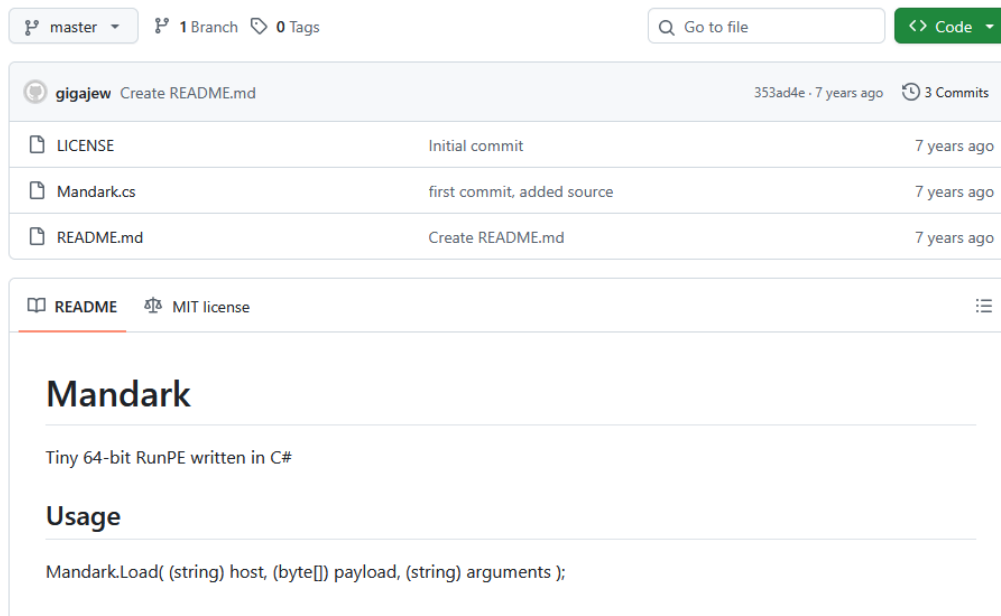 master 1 Branch 0 Tags Go to file Code
gigajew Create README.md 353ad4e · 7 years ago 3 Commits
LICENSE Initial commit 7 years ago
Mandark.cs first commit, added source 7 years ago
README.md Create README.md 7 years ago
README MIT license
Mandark
Tiny 64-bit RunPE written in C#
Usage
Mandark.Load( (string) host, (byte[]) payload, (string) arguments );